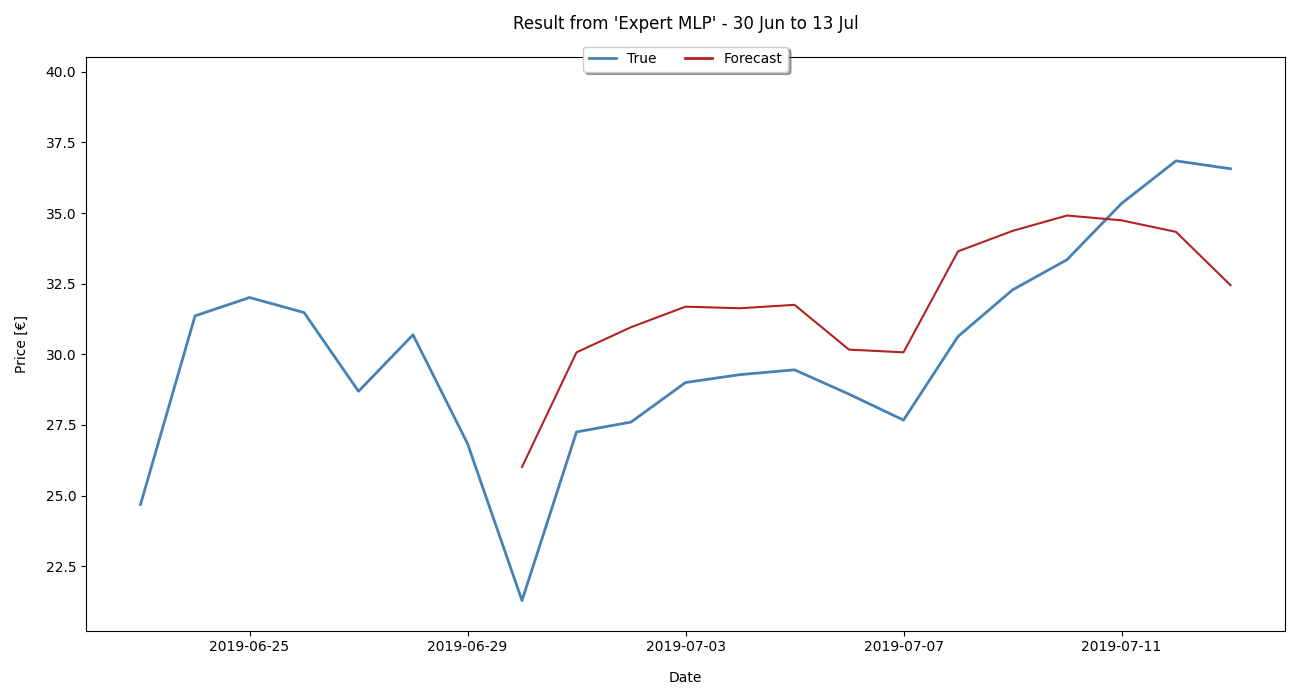 Result from 'Expert MLP' - 30 Jun to 13 Jul
True Forecast
40.0
37.5
35.0
32.5
30.0
27.5
25.0
22.5
Price [€]
2019-06-25 2019-06-29 2019-07-03 2019-07-07 2019-07-11
Date